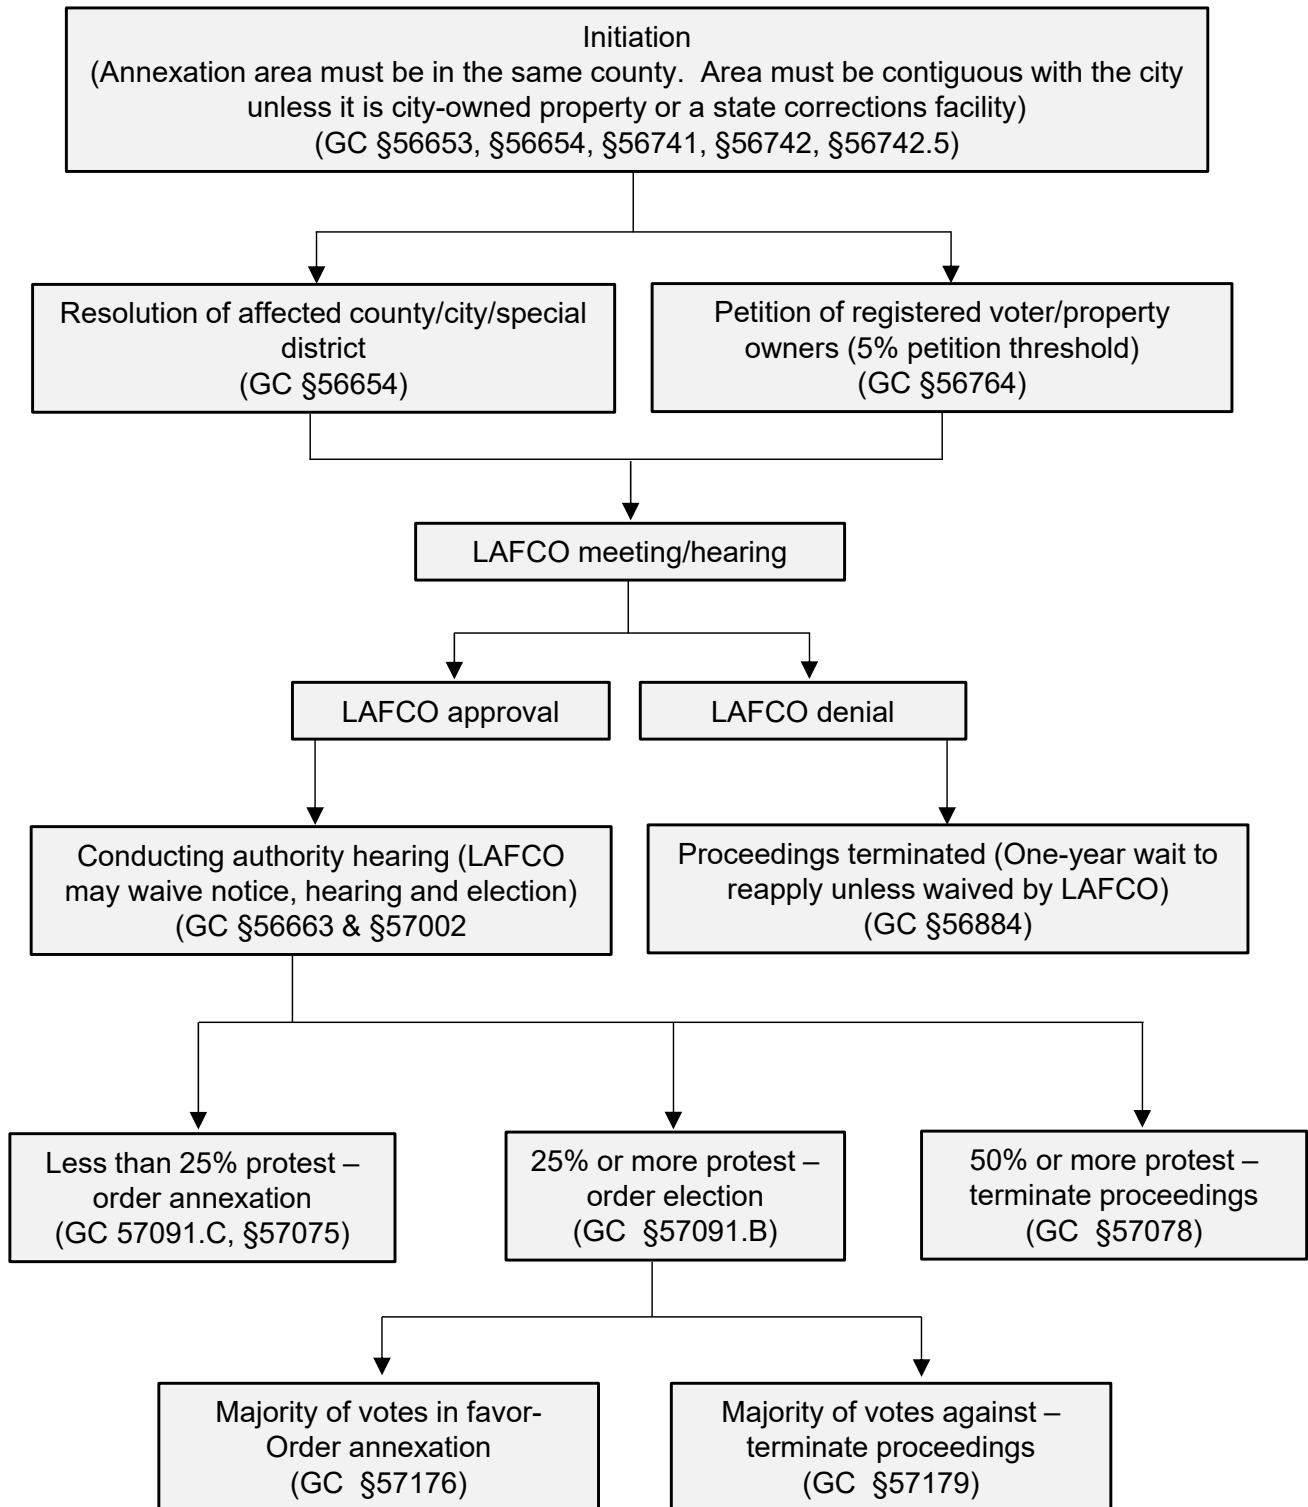 Initiation
(Annexation area must be in the same county.  Area must be contiguous with the city
unless it is city-owned property or a state corrections facility)
(GC §56653, §56654, §56741, §56742, §56742.5)
Resolution of affected county/city/special
district
(GC §56654)
Petition of registered voter/property
owners (5% petition threshold)
(GC §56764)
LAFCO meeting/hearing
LAFCO approval
LAFCO denial
Conducting authority hearing (LAFCO
may waive notice, hearing and election)
(GC §56663 & §57002
Proceedings terminated (One-year wait to
reapply unless waived by LAFCO)
(GC §56884)
Less than 25% protest –
order annexation
(GC 57091.C, §57075)
25% or more protest –
order election
(GC  §57091.B)
50% or more protest –
terminate proceedings
(GC  §57078)
Majority of votes in favor-
Order annexation
(GC  §57176)
Majority of votes against –
terminate proceedings
(GC  §57179)